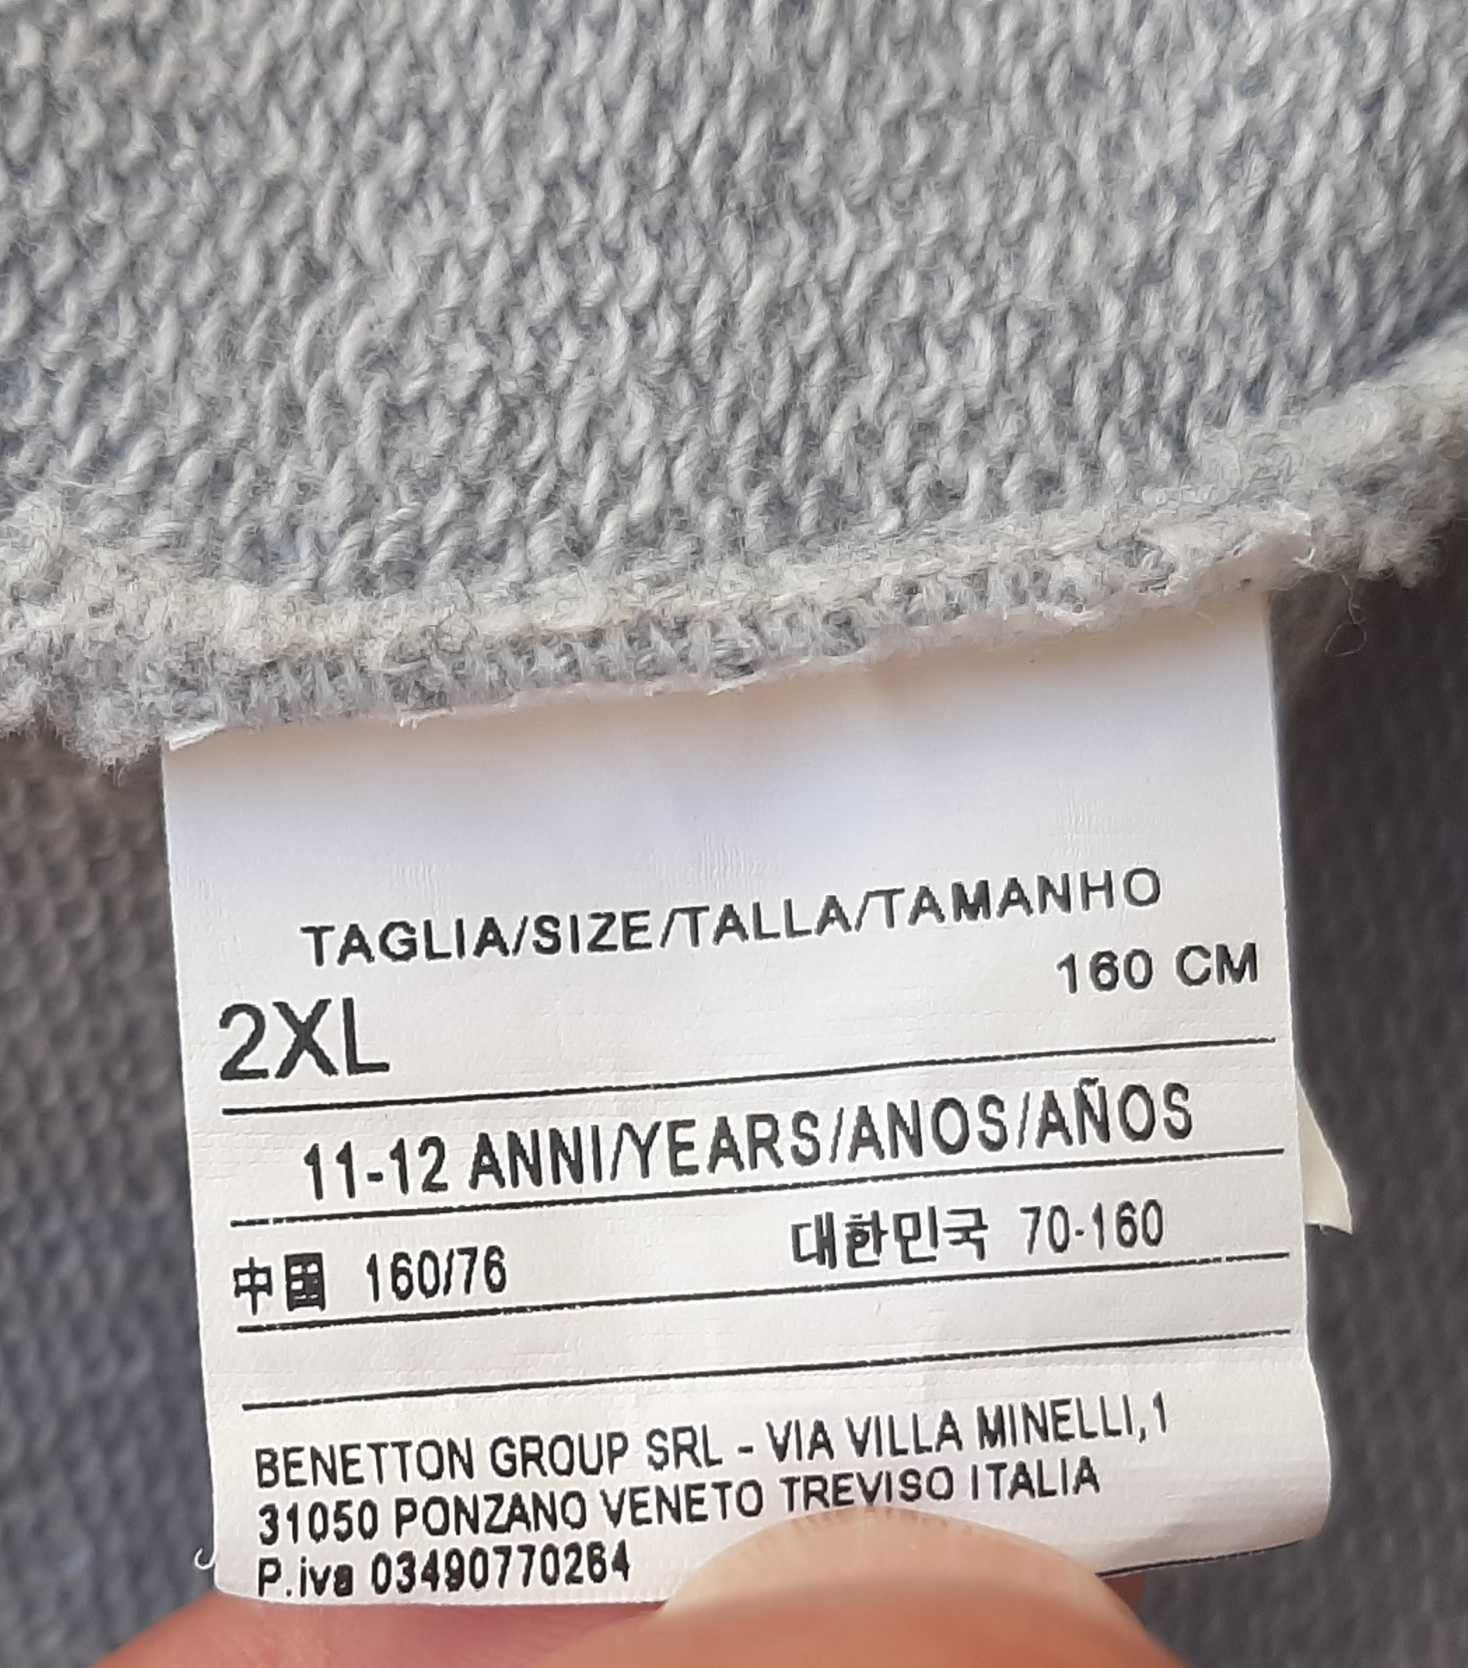 TAGLIA/SIZE/TALLA/TAMANHO
160 CM
2XL
11-12 ANNI/YEARS/ANOS/AÑOS
中国 160/76 대한민국 70-160
BENETTON GROUP SRL - VIA VILLA MINELLI,1
31050 PONZANO VENETO TREVISO ITALIA
P.iva 03490770264